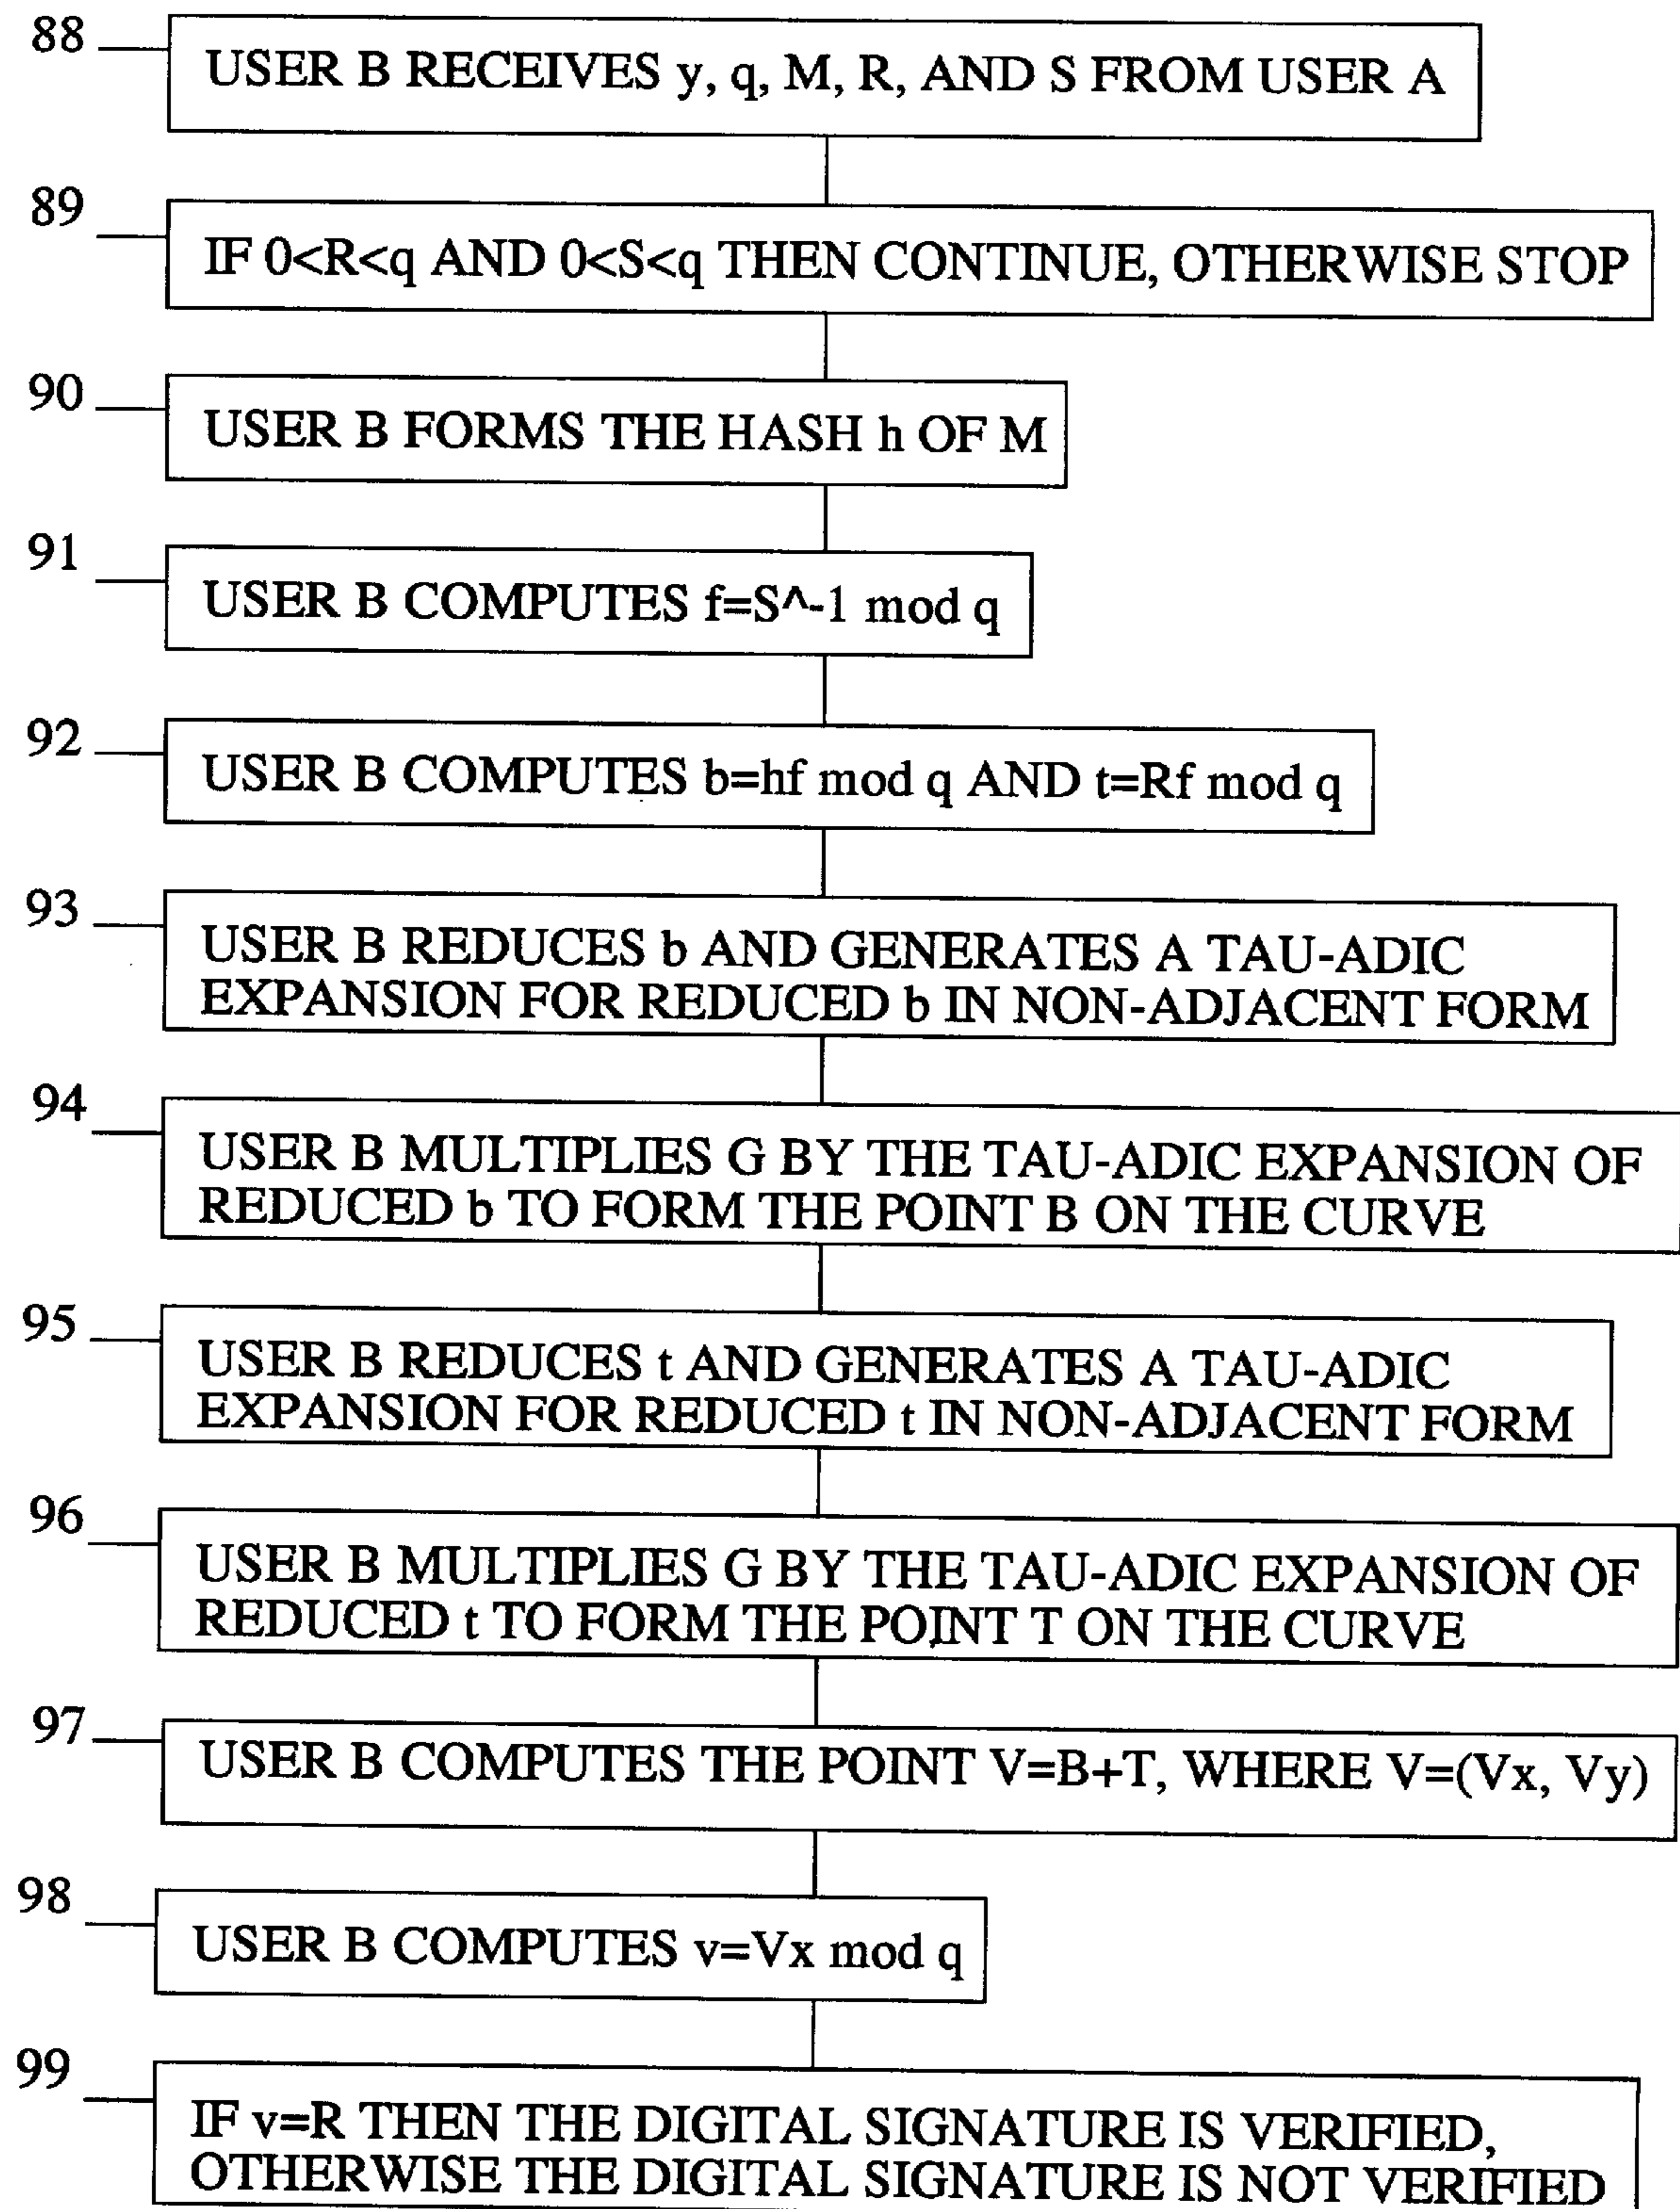 88
USER B RECEIVES y, q, M, R, AND S FROM USER A
89
IF 0<R<q AND 0<S<q THEN CONTINUE, OTHERWISE STOP
90
USER B FORMS THE HASH h OF M
91
USER B COMPUTES f=S^-1 mod q
92
USER B COMPUTES b=hf mod q AND t=Rf mod q
93
USER B REDUCES b AND GENERATES A TAU-ADIC
EXPANSION FOR REDUCED b IN NON-ADJACENT FORM
94
USER B MULTIPLIES G BY THE TAU-ADIC EXPANSION OF
REDUCED b TO FORM THE POINT B ON THE CURVE
95
USER B REDUCES t AND GENERATES A TAU-ADIC
EXPANSION FOR REDUCED t IN NON-ADJACENT FORM
96
USER B MULTIPLIES G BY THE TAU-ADIC EXPANSION OF
REDUCED t TO FORM THE POINT T ON THE CURVE
97
USER B COMPUTES THE POINT V=B+T, WHERE V=(Vx, Vy)
98
USER B COMPUTES v=Vx mod q
99
IF v=R THEN THE DIGITAL SIGNATURE IS VERIFIED,
OTHERWISE THE DIGITAL SIGNATURE IS NOT VERIFIED